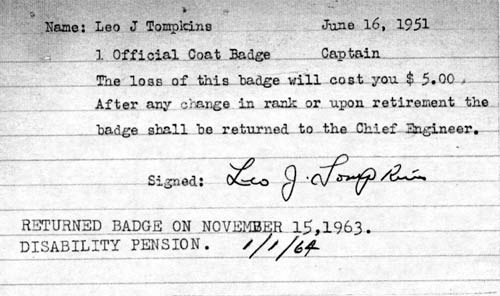 Name: Leo J Tompkins June 16, 1951
1 Official Coat Badge Captain
The loss of this badge will cost you $ 5.00.
After any change in rank or upon retirement the
badge shall be returned to the Chief Engineer.
Signed: Leo J. Tompkins
RETURNED BADGE ON NOVEMBER 15,1963.
DISABILITY PENSION. 1/1/64